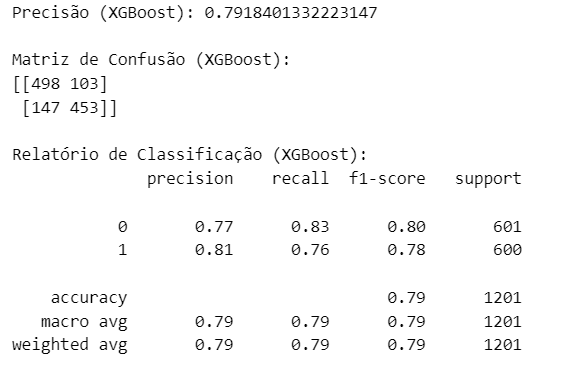 Precisão (XGBoost): 0.7918401332223147
Matriz de Confusão (XGBoost):
[[498 103]
[147 453]]
Relatório de Classificação (XGBoost):
precision recall f1-score support
0 0.77 0.83 0.80 601
1 0.81 0.76 0.78 600
accuracy 0.79 1201
macro avg 0.79 0.79 0.79 1201
weighted avg 0.79 0.79 0.79 1201